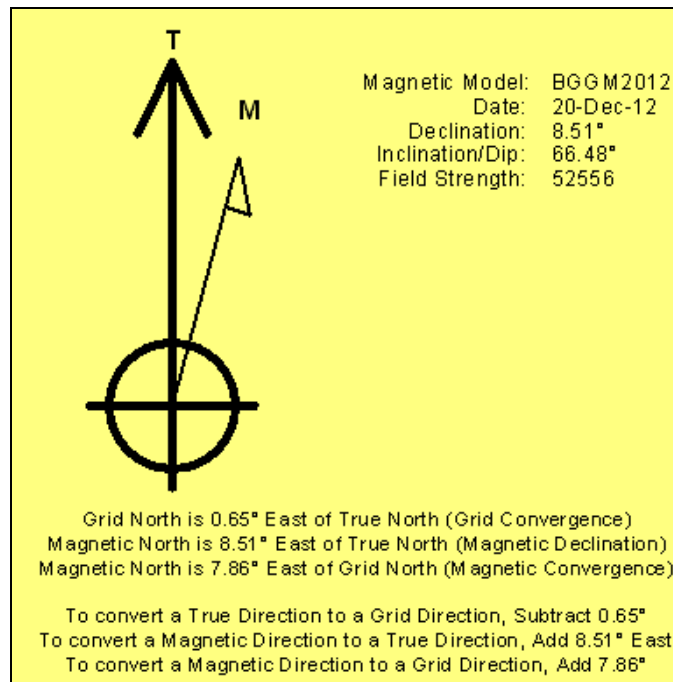 T
M
Magnetic Model: BGGM2012
Date: 20-Dec-12
Declination: 8.51°
Inclination/Dip: 66.48°
Field Strength: 52556
Grid North is 0.65° East of True North (Grid Convergence)
Magnetic North is 8.51° East of True North (Magnetic Declination)
Magnetic North is 7.86° East of Grid North (Magnetic Convergence)
To convert a True Direction to a Grid Direction, Subtract 0.65°
To convert a Magnetic Direction to a True Direction, Add 8.51° East
To convert a Magnetic Direction to a Grid Direction, Add 7.86°